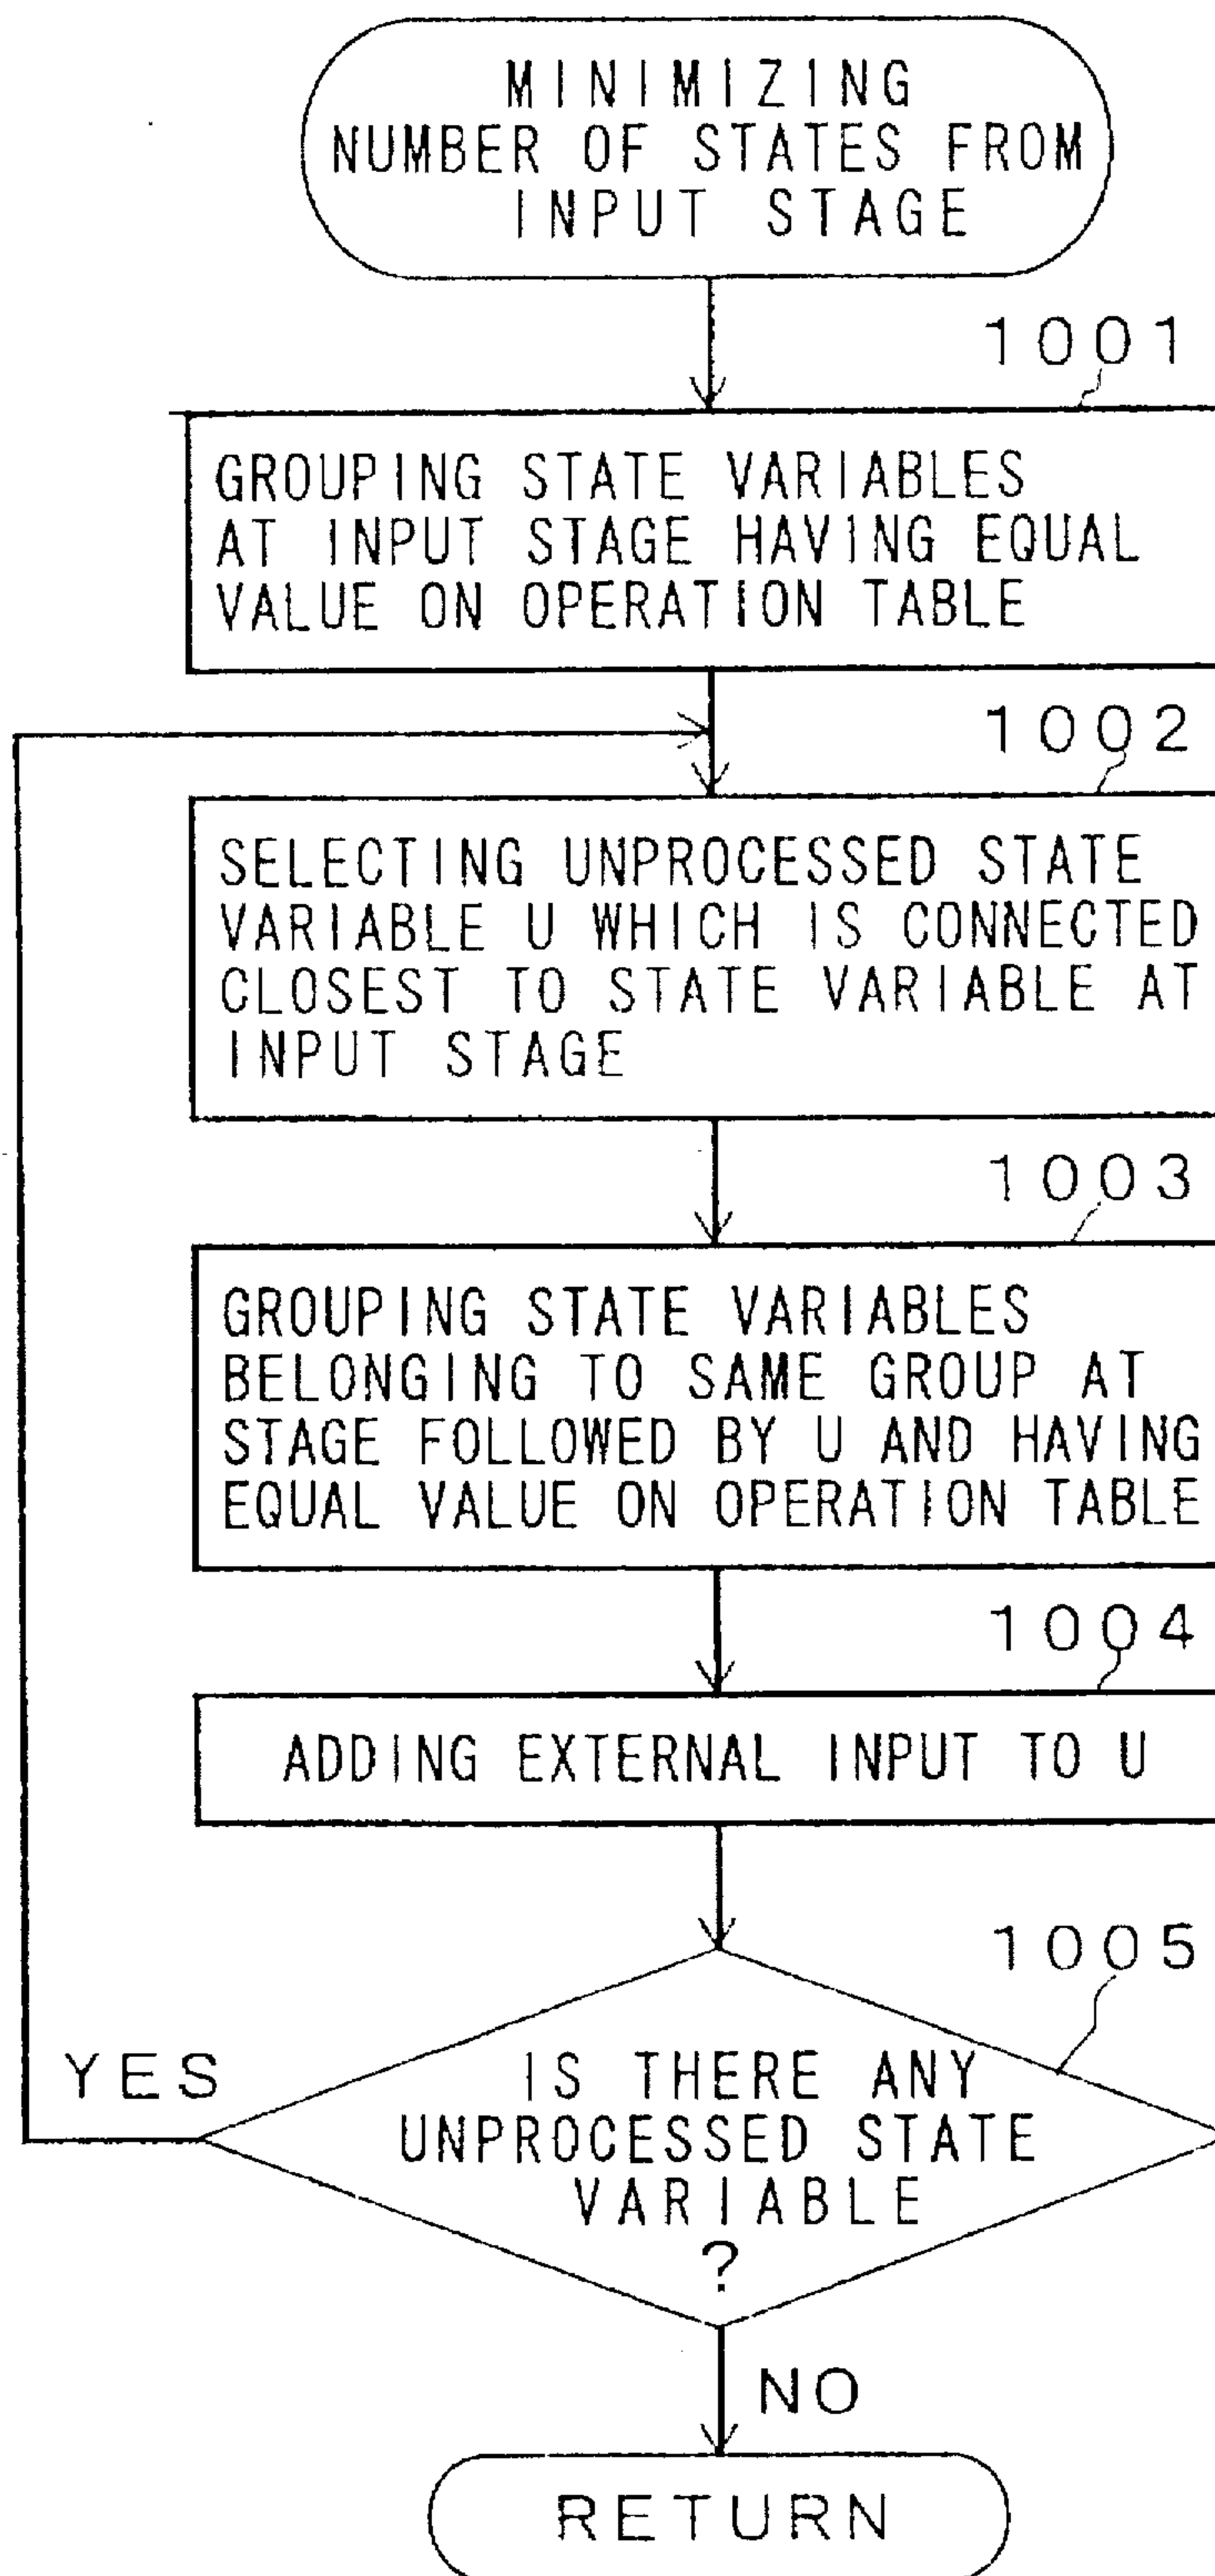 MINIMIZING
NUMBER OF STATES FROM
INPUT STAGE
1001
GROUPING STATE VARIABLES
AT INPUT STAGE HAVING EQUAL
VALUE ON OPERATION TABLE
1002
SELECTING UNPROCESSED STATE
VARIABLE U WHICH IS CONNECTED
CLOSEST TO STATE VARIABLE AT
INPUT STAGE
1003
GROUPING STATE VARIABLES
BELONGING TO SAME GROUP AT
STAGE FOLLOWED BY U AND HAVING
EQUAL VALUE ON OPERATION TABLE
1004
ADDING EXTERNAL INPUT TO U
1005
YES
IS THERE ANY
UNPROCESSED STATE
VARIABLE
?
NO
RETURN